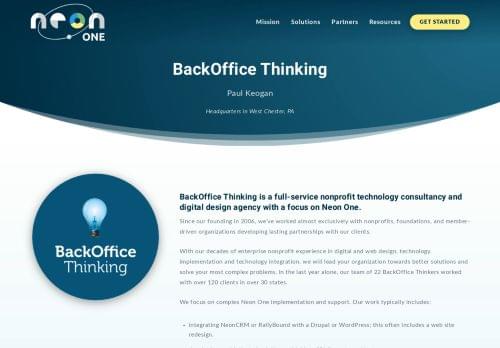 neon
ONE
Mission Solutions Partners Resources GET STARTED
BackOffice Thinking
Paul Keogan
Headquarters in West Chester, PA
BackOffice
Thinking
BackOffice Thinking is a full-service nonprofit technology consultancy and
digital design agency with a focus on Neon One.
Since our founding in 2006, we've worked almost exclusively with nonprofits, foundations, and member-
driven organizations developing lasting partnerships with our clients.
With our decades of enterprise nonprofit experience in digital and web design, technology
implementation and technology integration, we will lead your organization towards better solutions and
solve your most complex problems. In the last year alone, our team of 22 BackOffice Thinkers worked
with over 120 clients in over 30 states.
We focus on complex Neon One implementation and support. Our work typically includes:
• Integrating NeonCRM or RallyBound with a Drupal or WordPress; this often includes a web site
redesign.